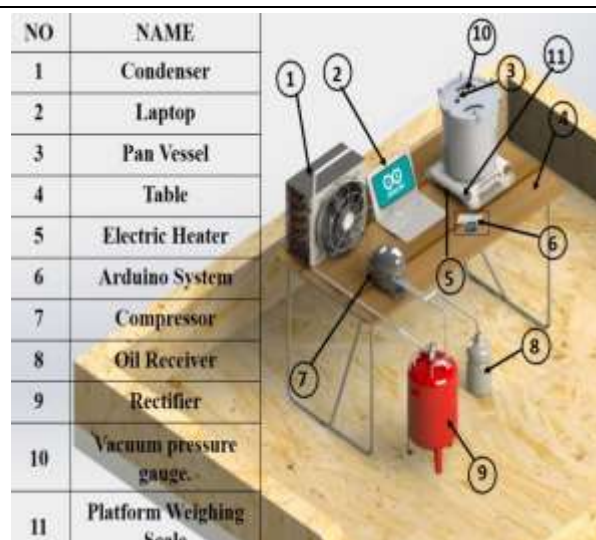 NO NAME
1 Condenser
2 Laptop
3 Pan Vessel
4 Table
5 Electric Heater
6 Arduino System
7 Compressor
8 Oil Receiver
9 Rectifier
10 Vacuum pressure
gauge.
11 Platform Weighing
Scale
10
3
11
1
2
4
6
5
7
8
9